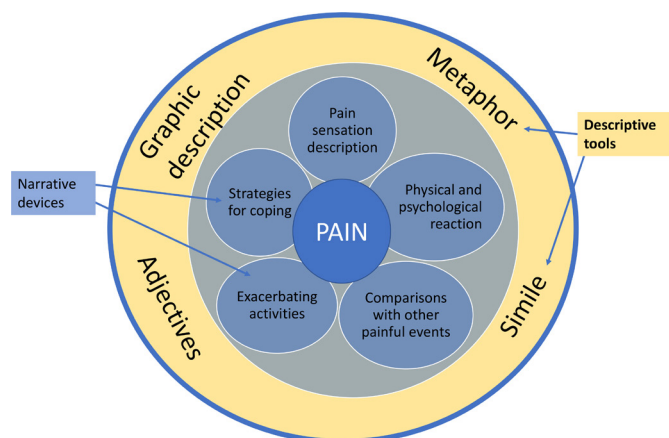 Graphic
description
Metaphor
Descriptive
tools
Pain
sensation
description
Narrative
devices
Strategies
for coping
Physical and
psychological
reaction
PAIN
Adjectives
Exacerbating
activities
Comparisons
with other
painful events
Simile